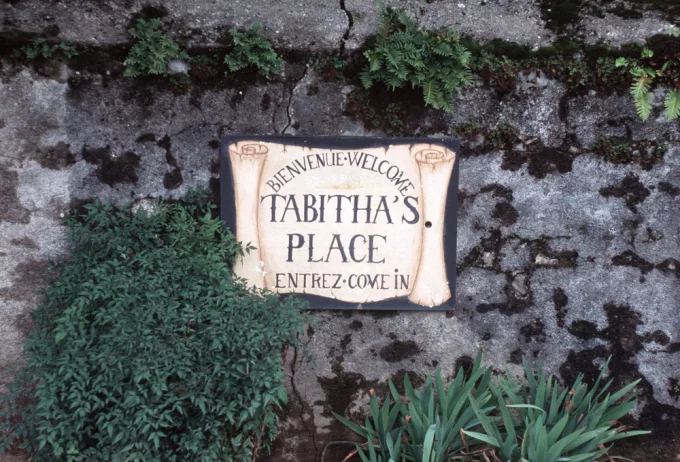 BIENVENUE·WELCOME
TABITHA'S
PLACE
ENTREZ·COME iN